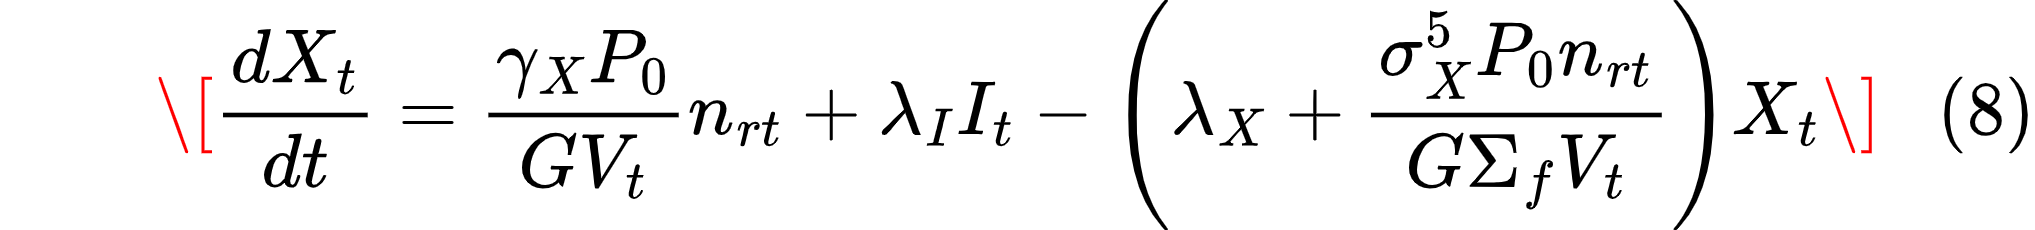 \[ \frac{dX_t}{dt} = \frac{\gamma_X P_0}{G V_t} n_{rt} + \lambda_I I_t - \left( \lambda_X + \frac{\sigma_X^5 P_0 n_{rt}}{G \Sigma_f V_t} \right) X_t \] (8)